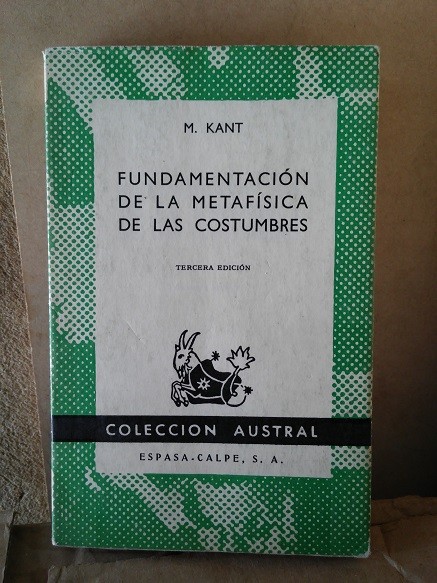 M. KANT
FUNDAMENTACIÓN
DE LA METAFÍSICA
DE LAS COSTUMBRES
TERCERA EDICIÓN
COLECCION AUSTRAL
ESPASA-CALPE, S. A.